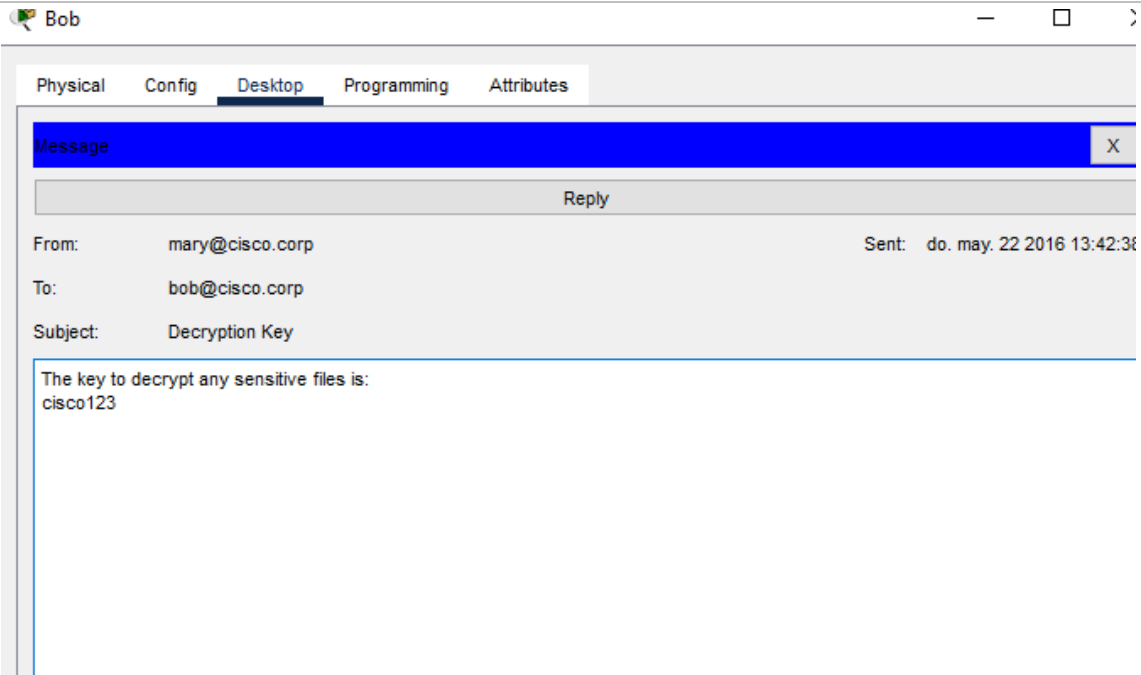 Bob
Physical Config Desktop Programming Attributes
Message X
Reply
From: mary@cisco.corp Sent: do. may. 22 2016 13:42:38
To: bob@cisco.corp
Subject: Decryption Key
The key to decrypt any sensitive files is:
cisco123